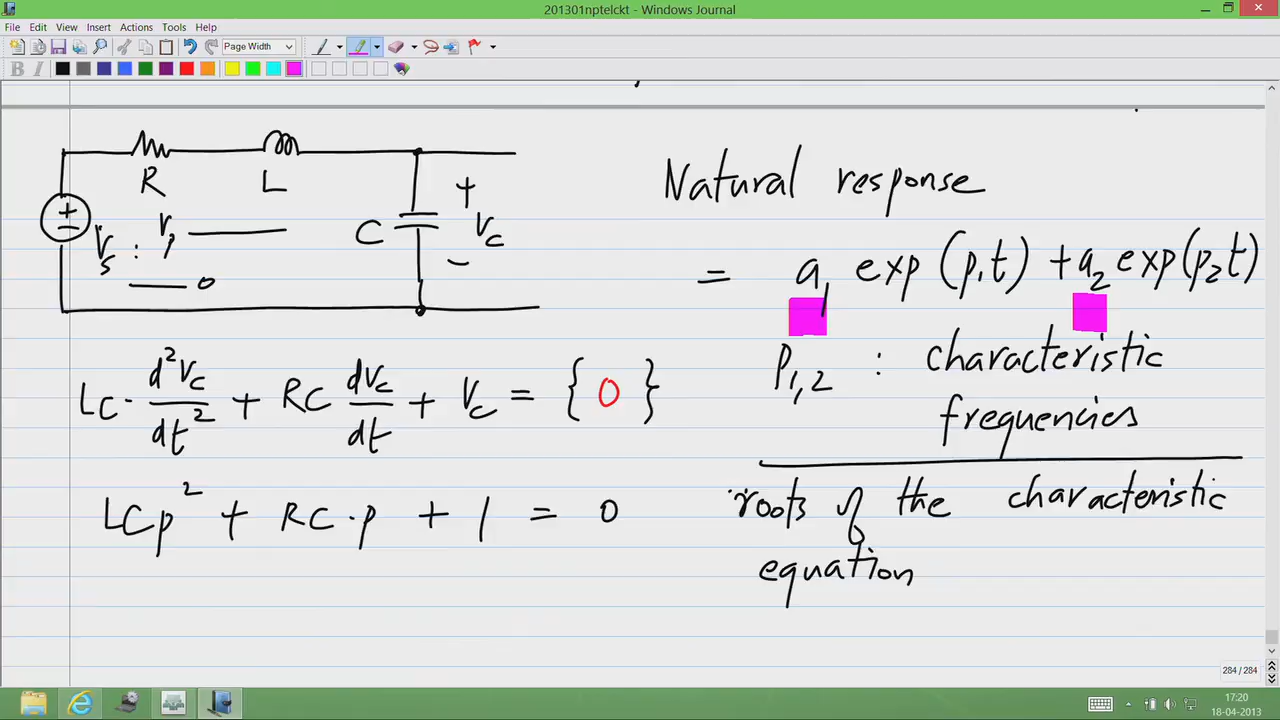 201301nptelckt - Windows Journal
File Edit View Insert Actions Tools Help
Page Width
B I
R L
+
−
Vs : Vp
0
C
+
Vc
−
Natural response
= a1 exp (p1t) + a2 exp(p2t)
p1,2 : characteristic
frequencies
roots of the characteristic
equation
LC · d²Vc/dt² + RC dVc/dt + Vc = { 0 }
LCp² + RC·p + 1 = 0
284 / 284
17:20
18-04-2013